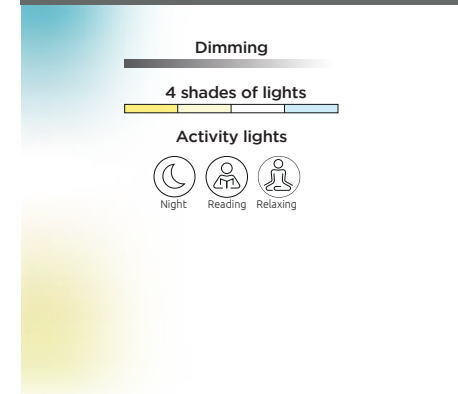 Dimming
4 shades of lights
Activity lights
Night Reading Relaxing